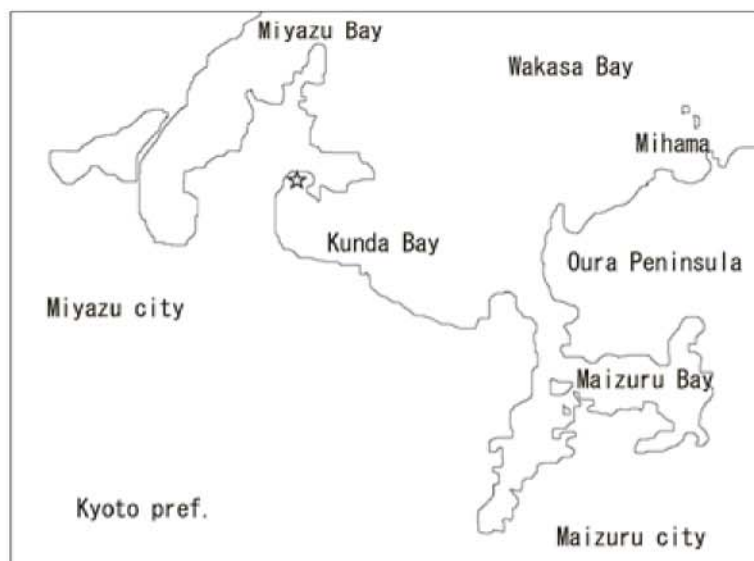 Miyazu Bay
Wakasa Bay
Mihama
Kunda Bay
Oura Peninsula
Miyazu city
Maizuru Bay
Kyoto pref.
Maizuru city